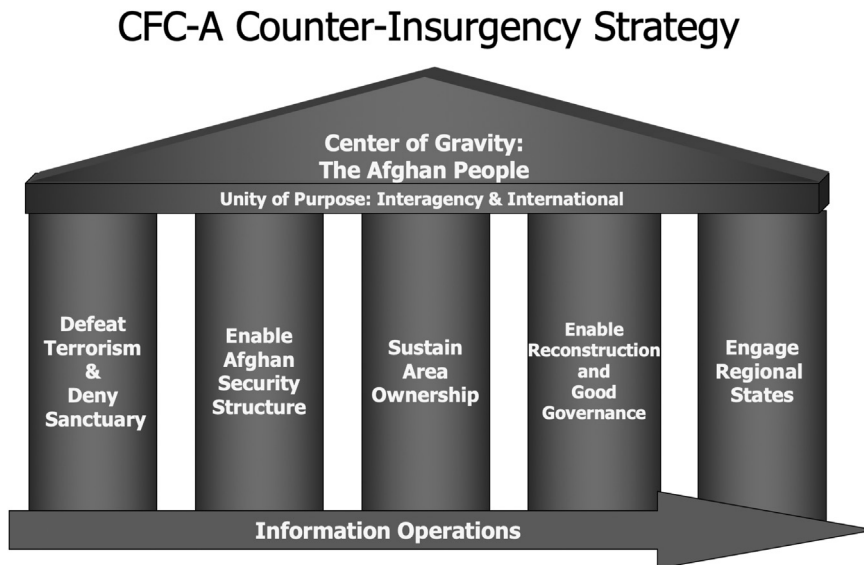 CFC-A Counter-Insurgency Strategy
Center of Gravity:
The Afghan People
Unity of Purpose: Interagency & International
Defeat
Terrorism
&
Deny
Sanctuary
Enable
Afghan
Security
Structure
Sustain
Area
Ownership
Enable
Reconstruction
and
Good
Governance
Engage
Regional
States
Information Operations